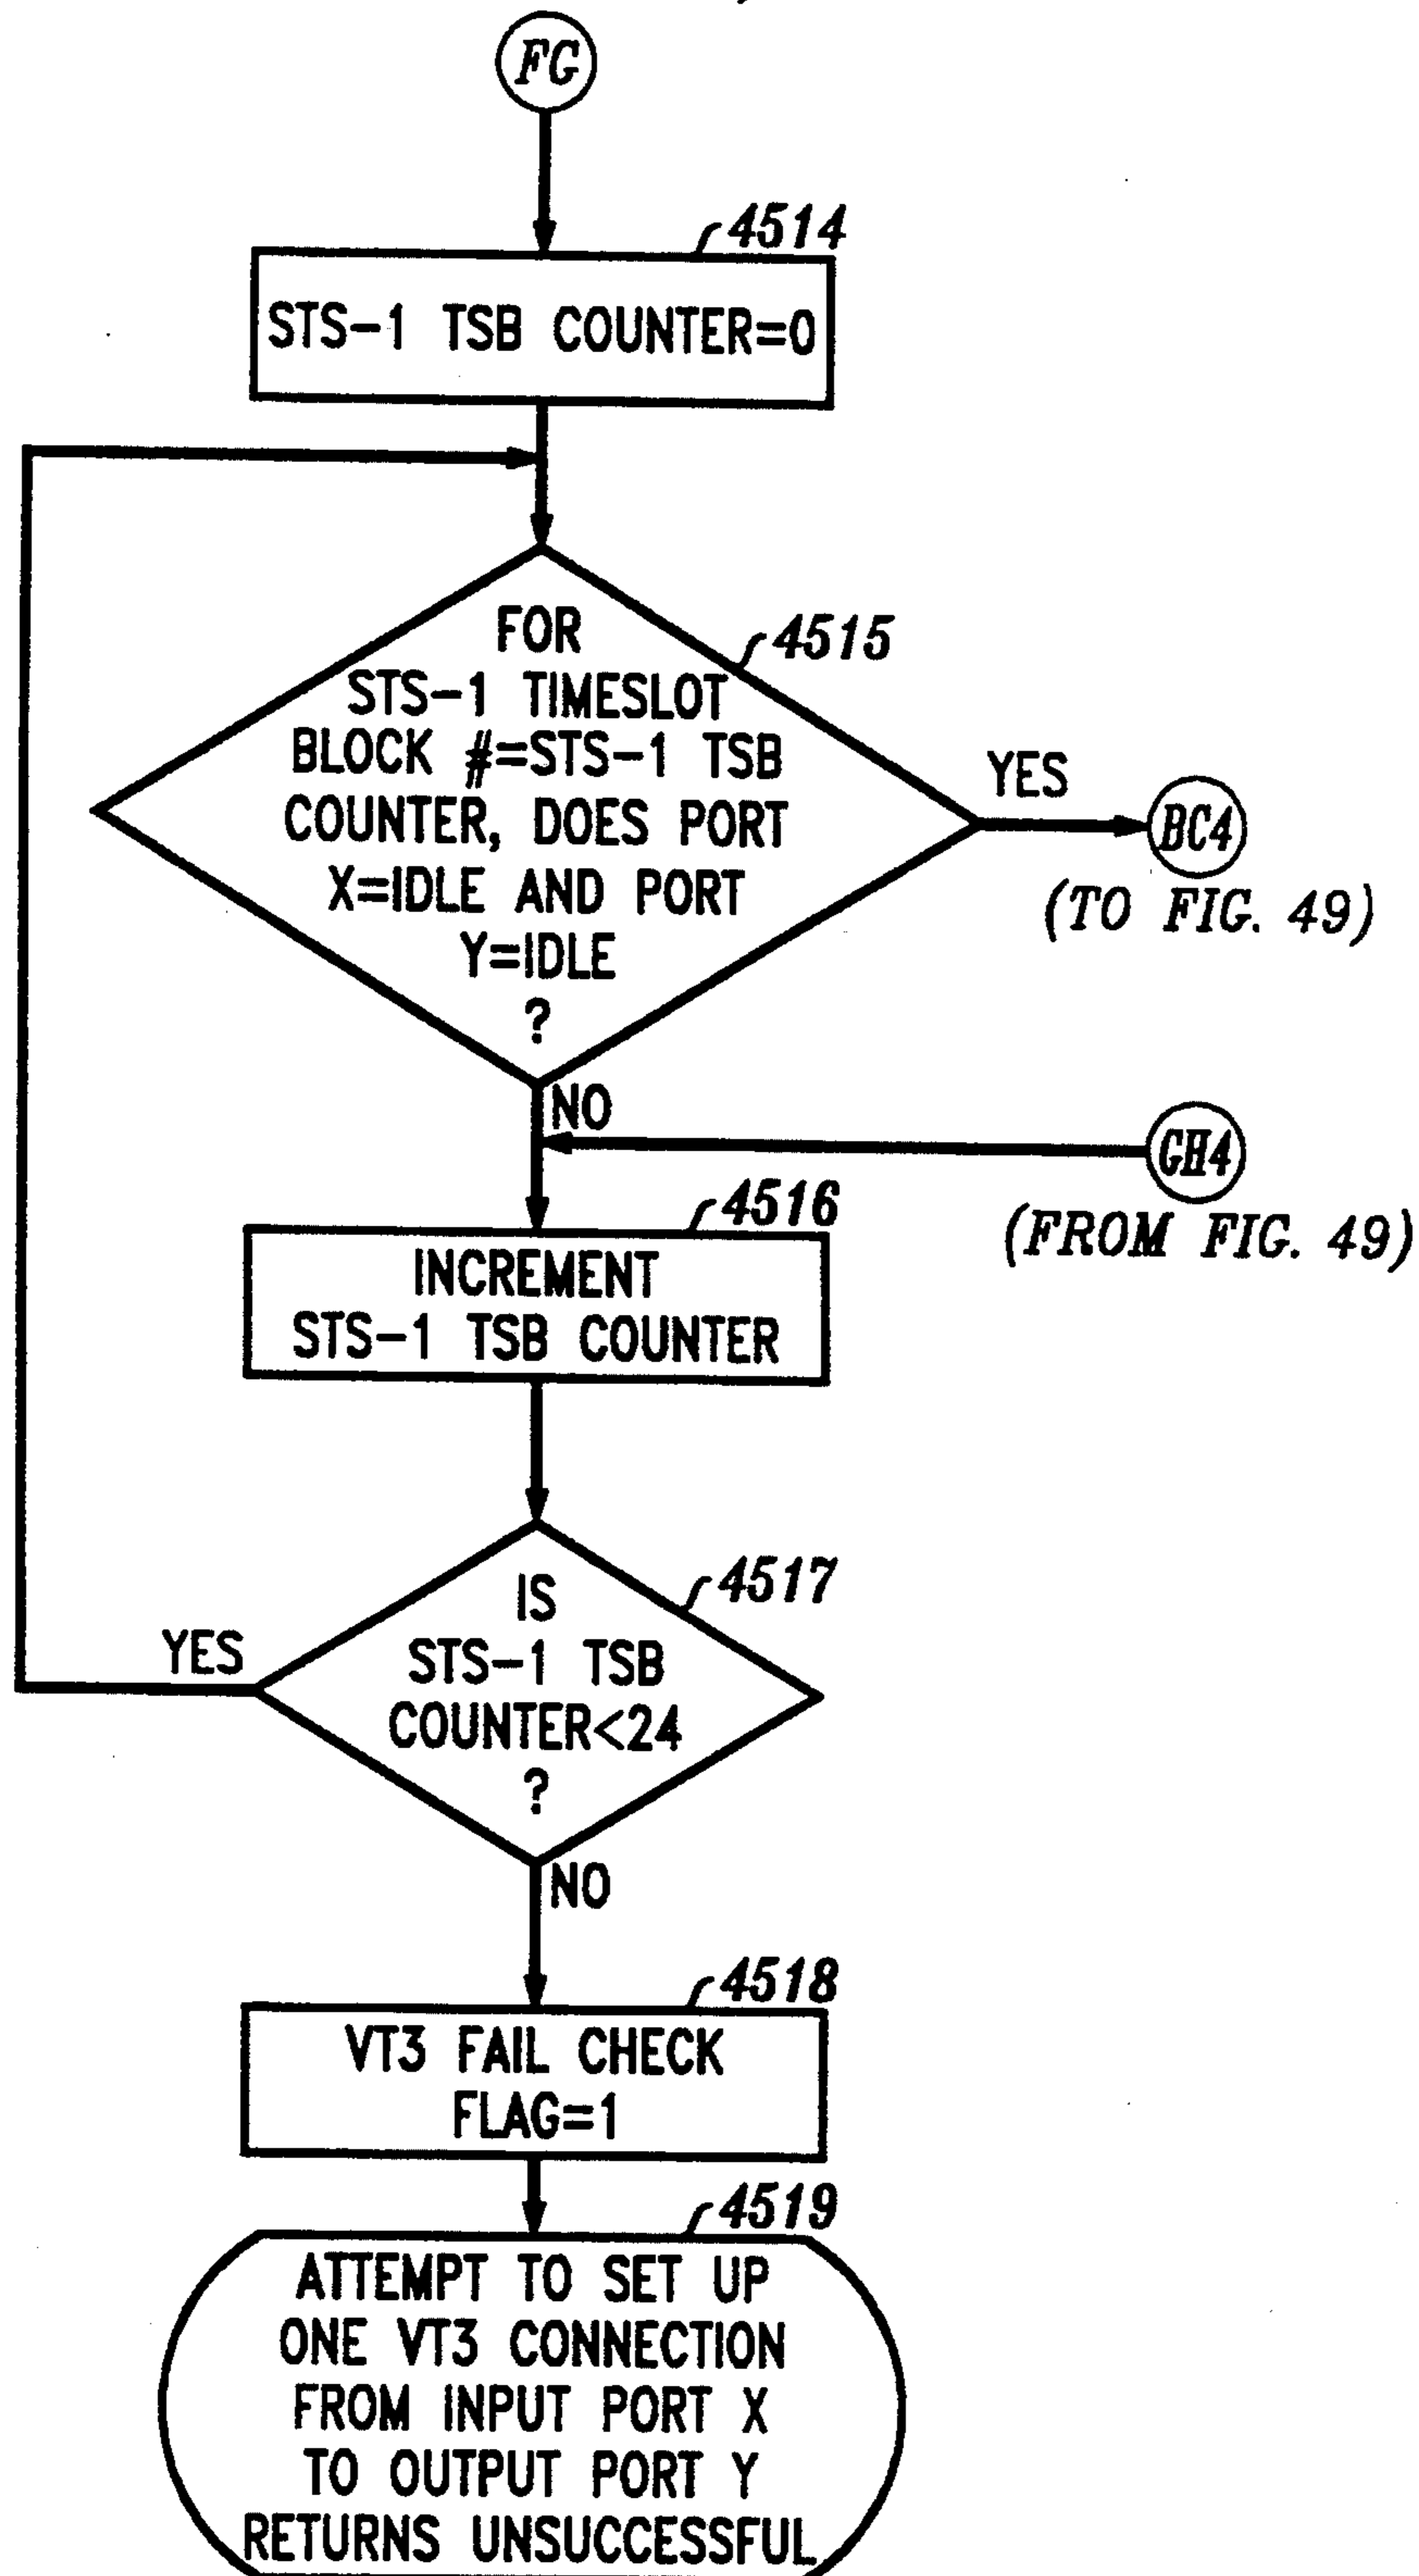 FG
4514
STS-1 TSB COUNTER=0
FOR
4515
STS-1 TIMESLOT
BLOCK #=STS-1 TSB
COUNTER, DOES PORT
X=IDLE AND PORT
Y=IDLE
?
YES
BC4
(TO FIG. 49)
NO
GH4
(FROM FIG. 49)
4516
INCREMENT
STS-1 TSB COUNTER
4517
IS
STS-1 TSB
COUNTER<24
?
YES
NO
4518
VT3 FAIL CHECK
FLAG=1
4519
ATTEMPT TO SET UP
ONE VT3 CONNECTION
FROM INPUT PORT X
TO OUTPUT PORT Y
RETURNS UNSUCCESSFUL